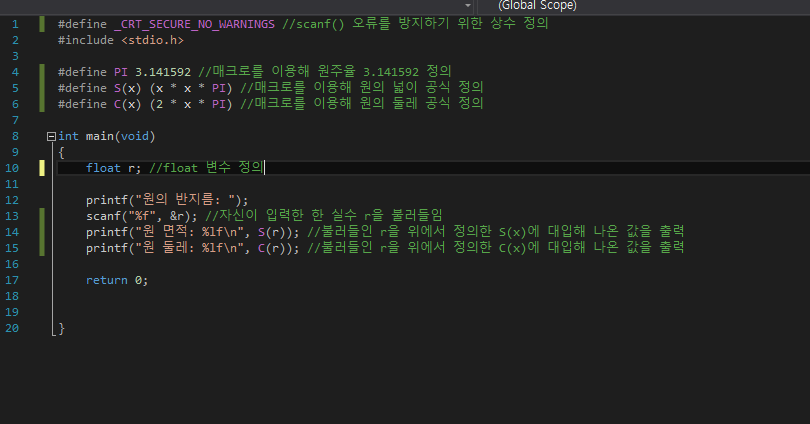 (Global Scope)
1 #define _CRT_SECURE_NO_WARNINGS //scanf() 오류를 방지하기 위한 상수 정의
2 #include <stdio.h>
3
4 #define PI 3.141592 //매크로를 이용해 원주율 3.141592 정의
5 #define S(x) (x * x * PI) //매크로를 이용해 원의 넓이 공식 정의
6 #define C(x) (2 * x * PI) //매크로를 이용해 원의 둘레 공식 정의
7
8 int main(void)
9 {
10 float r; //float 변수 정의
11
12 printf("원의 반지름: ");
13 scanf("%f", &r); //자신이 입력한 한 실수 r을 불러들임
14 printf("원 면적: %lf\n", S(r)); //불러들인 r을 위에서 정의한 S(x)에 대입해 나온 값을 출력
15 printf("원 둘레: %lf\n", C(r)); //불러들인 r을 위에서 정의한 C(x)에 대입해 나온 값을 출력
16
17 return 0;
18
19
20 }